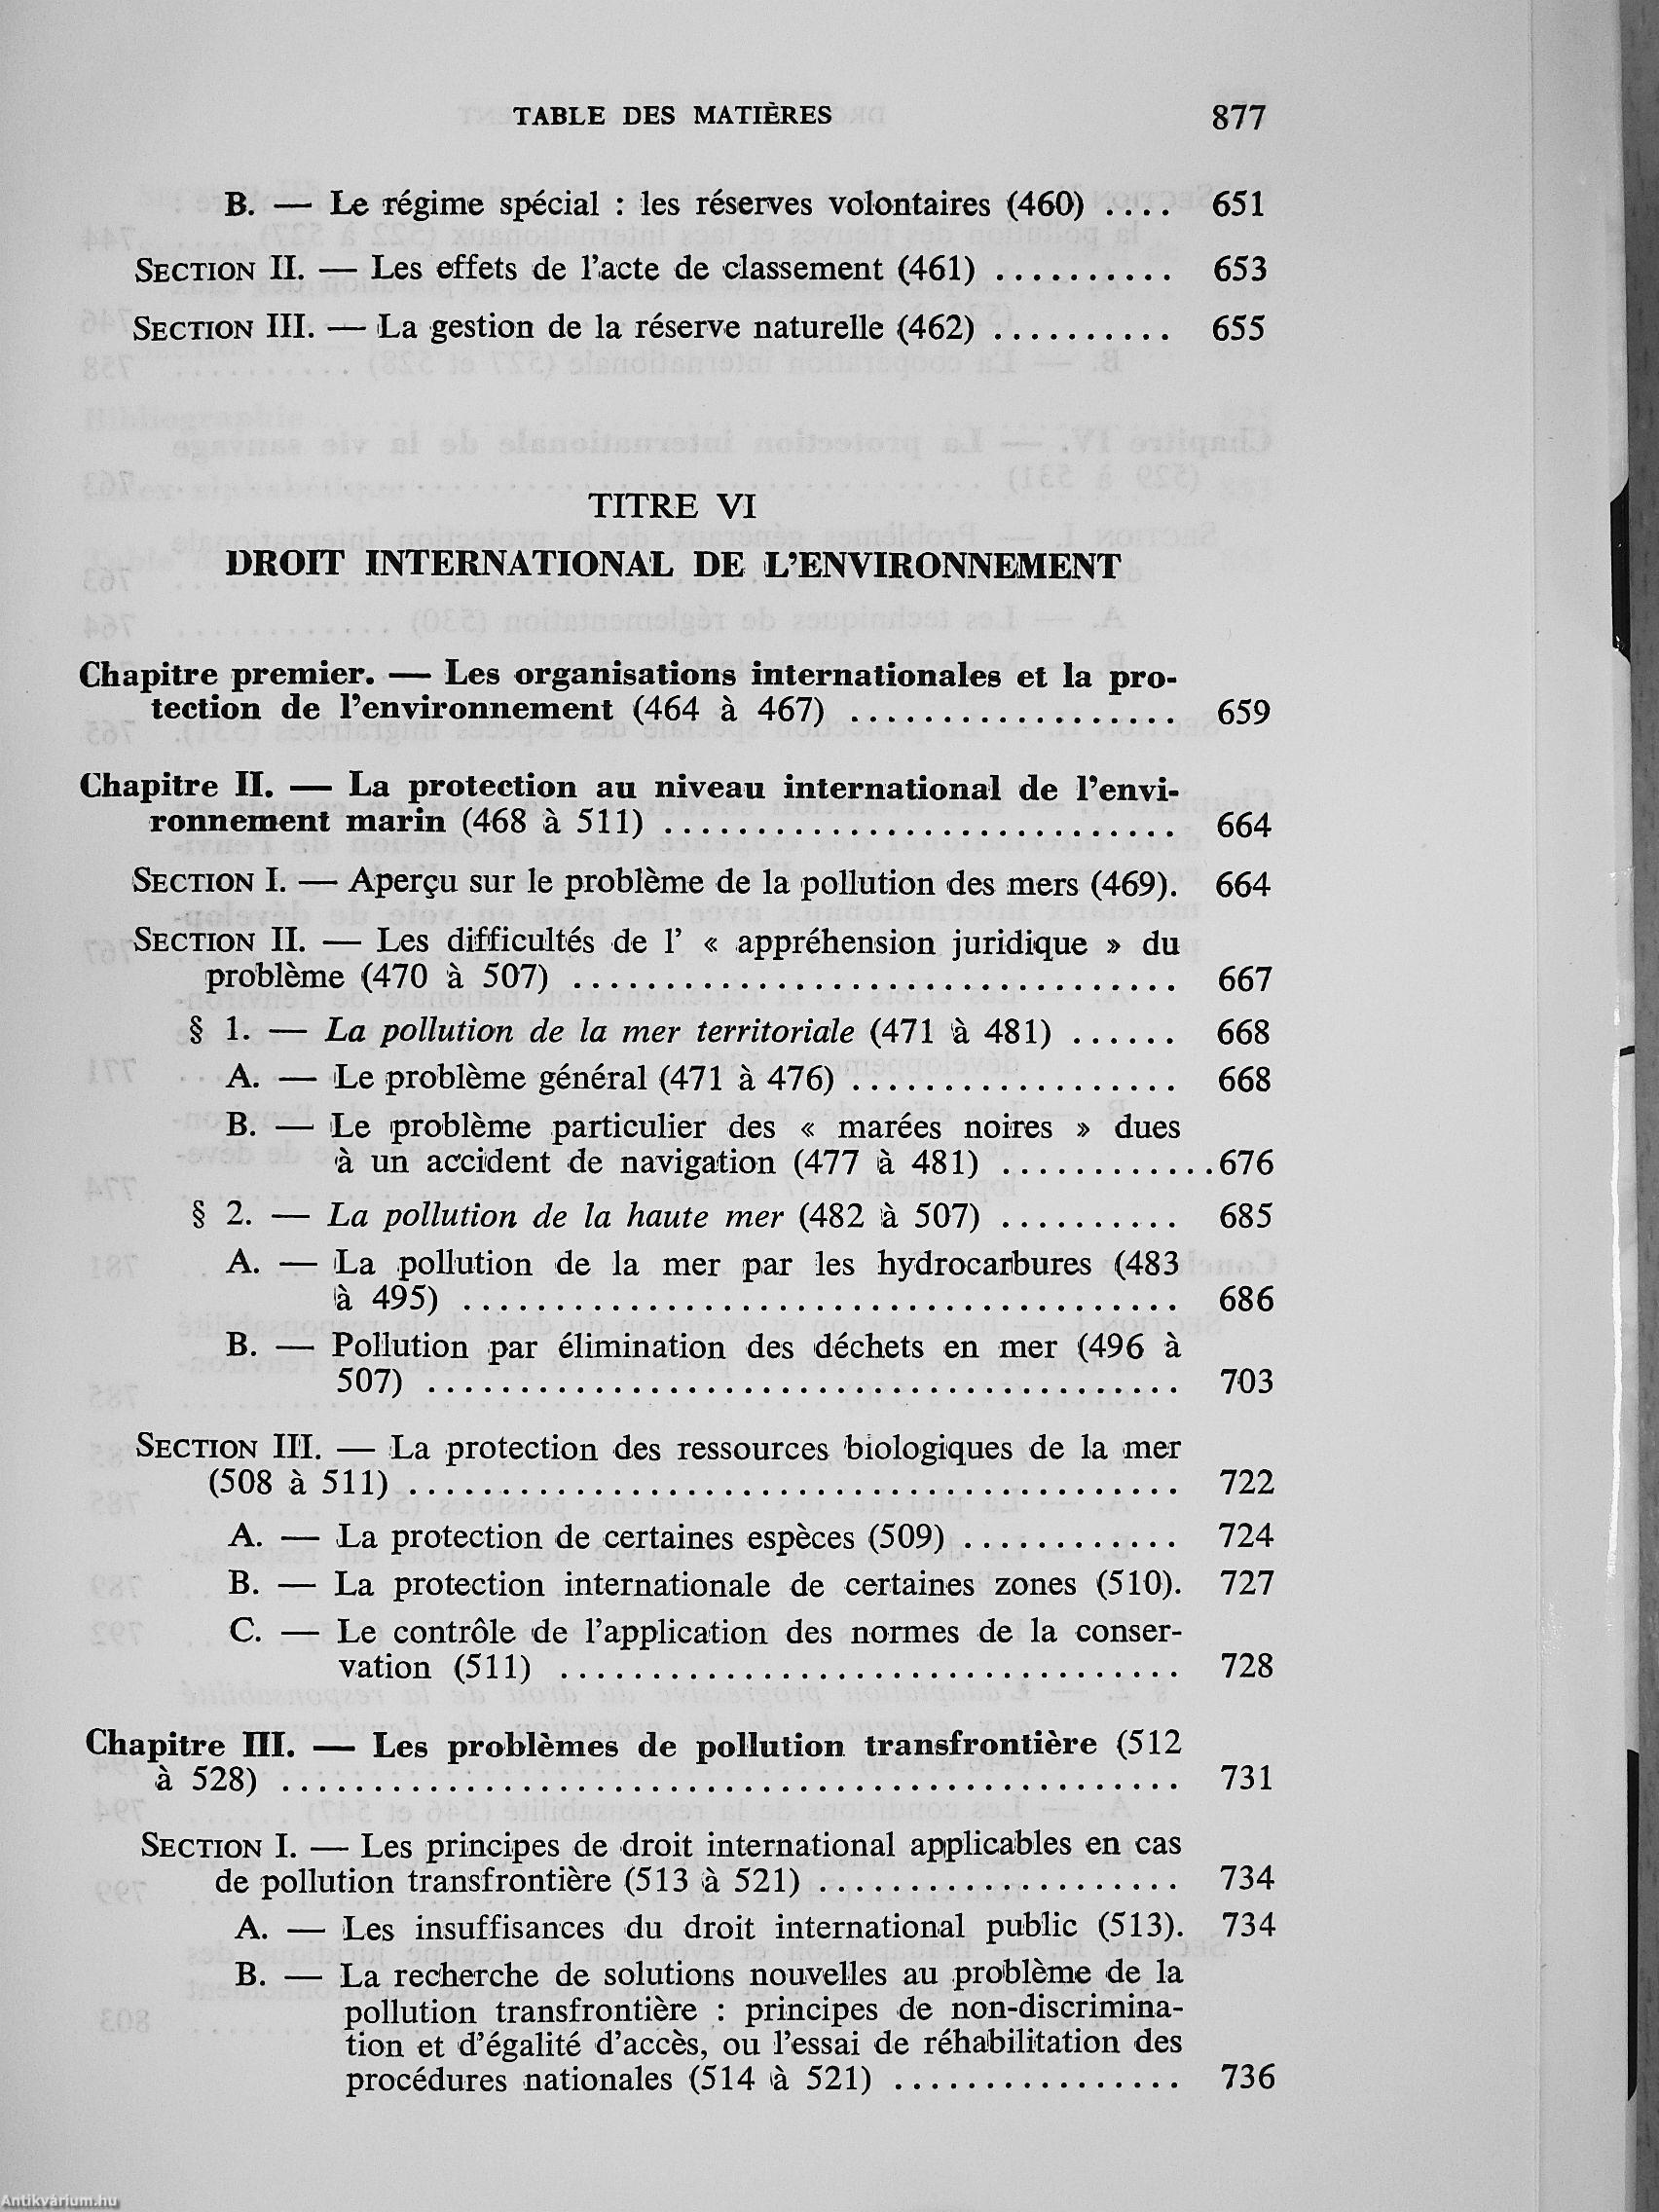 TABLE DES MATIÈRES 877
B. — Le régime spécial : les réserves volontaires (460) .... 651
SECTION II. — Les effets de l'acte de classement (461) .......... 653
SECTION III. — La gestion de la réserve naturelle (462) .......... 655
TITRE VI
DROIT INTERNATIONAL DE L'ENVIRONNEMENT
Chapitre premier. — Les organisations internationales et la pro-
tection de l'environnement (464 à 467) .................. 659
Chapitre II. — La protection au niveau international de l'envi-
ronnement marin (468 à 511) ............................ 664
SECTION I. — Aperçu sur le problème de la pollution des mers (469). 664
SECTION II. — Les difficultés de l' « appréhension juridique » du
problème (470 à 507) ................................. 667
§ 1. — La pollution de la mer territoriale (471 à 481) ...... 668
A. — Le problème général (471 à 476) .................. 668
B. — Le problème particulier des « marées noires » dues
à un accident de navigation (477 à 481) ............ 676
§ 2. — La pollution de la haute mer (482 à 507) .......... 685
A. — La pollution de la mer par les hydrocarbures (483
à 495) ....................................... 686
B. — Pollution par élimination des déchets en mer (496 à
507) ......................................... 703
SECTION III. — La protection des ressources biologiques de la mer
(508 à 511) .......................................... 722
A. — La protection de certaines espèces (509) ............ 724
B. — La protection internationale de certaines zones (510). 727
C. — Le contrôle de l'application des normes de la conser-
vation (511) .................................. 728
Chapitre III. — Les problèmes de pollution transfrontière (512
à 528) ................................................. 731
SECTION I. — Les principes de droit international applicables en cas
de pollution transfrontière (513 à 521) .................... 734
A. — Les insuffisances du droit international public (513). 734
B. — La recherche de solutions nouvelles au problème de la
pollution transfrontière : principes de non-discrimina-
tion et d'égalité d'accès, ou l'essai de réhabilitation des
procédures nationales (514 à 521) ................ 736
Antikvárium.hu